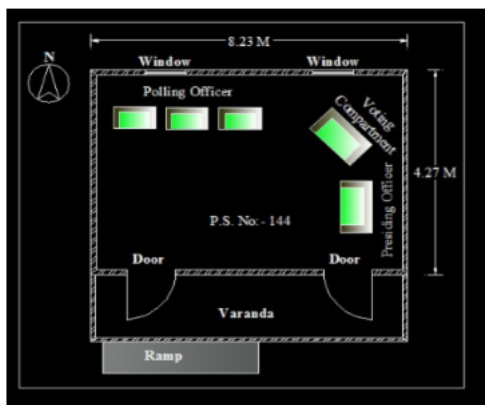 8.23 M
N
Window
Window
Polling Officer
Voting
Compartment
4.27 M
Presiding Officer
P.S. No:- 144
Door
Door
Varanda
Ramp